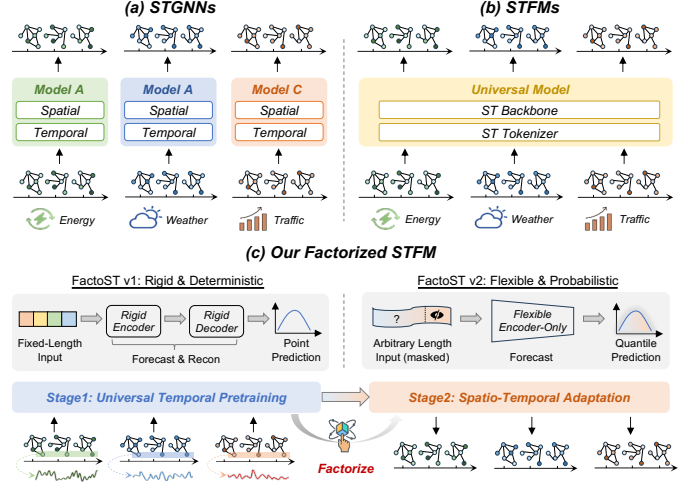 (a) STGNNs
Model A
Spatial
Temporal
Model A
Spatial
Temporal
Model C
Spatial
Temporal
Energy
Weather
Traffic
(b) STFMs
Universal Model
ST Backbone
ST Tokenizer
Energy
Weather
Traffic
(c) Our Factorized STFM
FactoST v1: Rigid & Deterministic
Fixed-Length
Input
Rigid
Encoder
Rigid
Decoder
Forecast & Recon
Point
Prediction
FactoST v2: Flexible & Probabilistic
?
Arbitrary Length
Input (masked)
Flexible
Encoder-Only
Forecast
Quantile
Prediction
Stage1: Universal Temporal Pretraining
Stage2: Spatio-Temporal Adaptation
Factorize